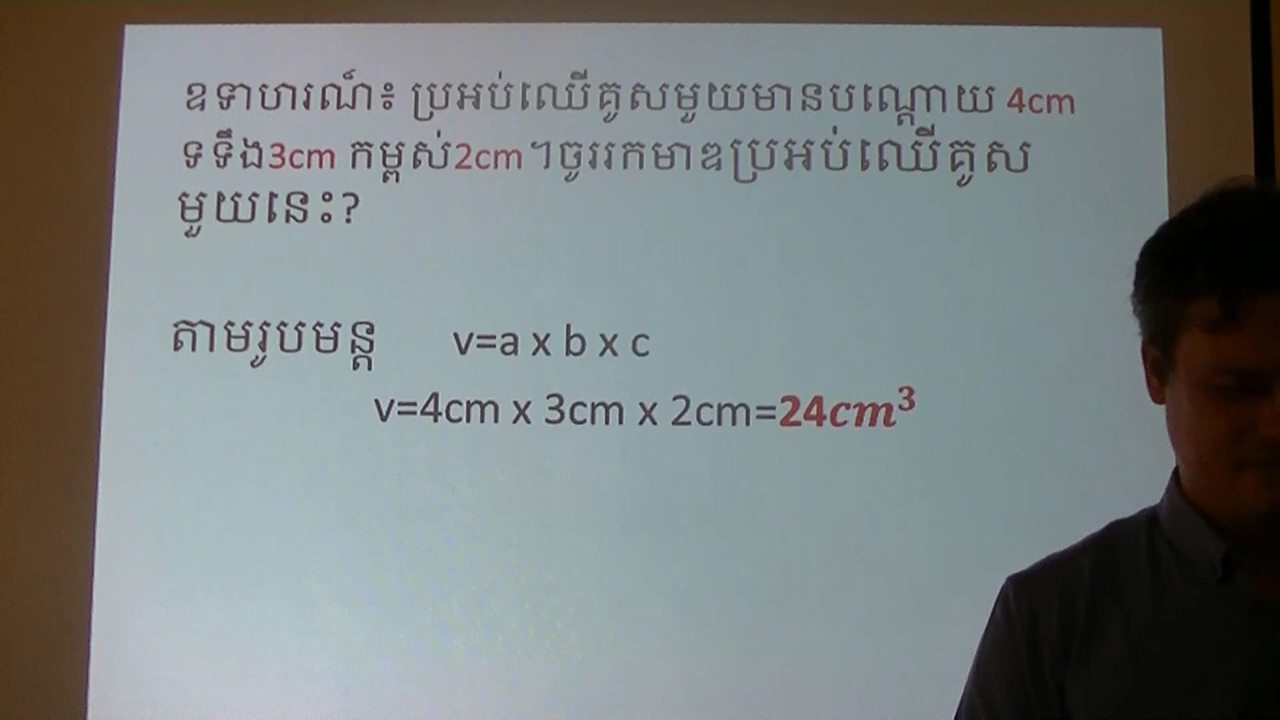 ឧទាហរណ៍៖ ប្រអប់ឈើគូសមួយមានបណ្តោយ 4cm
ទទឹង3cm កម្ពស់2cm ។ចូររកមាឌប្រអប់ឈើគូស
មួយនេះ?
តាមរូបមន្ត v=a x b x c
v=4cm x 3cm x 2cm=24cm³